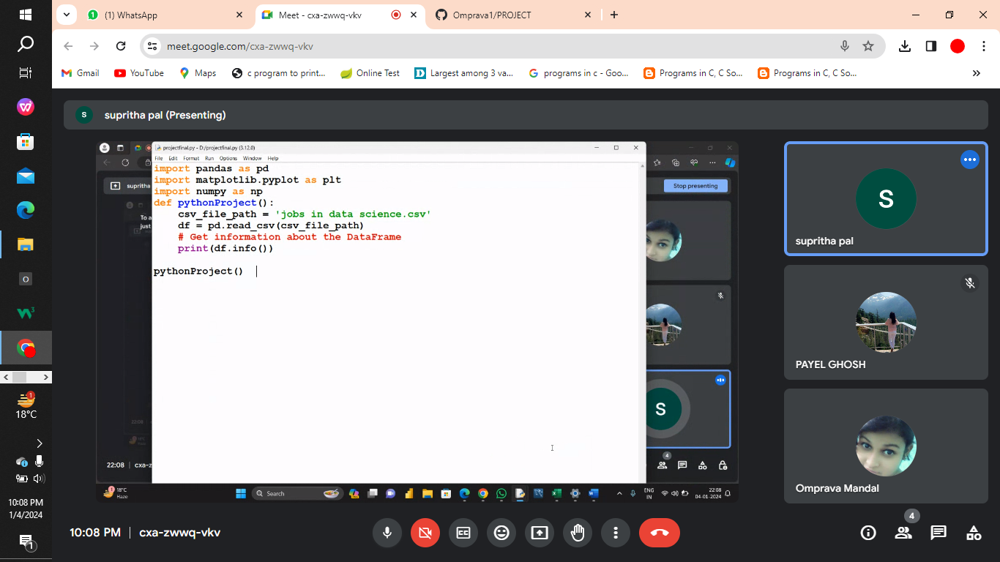 (1) WhatsApp
Meet - cxa-zwwq-vkv
Omprava1/PROJECT
meet.google.com/cxa-zwwq-vkv
Gmail
YouTube
Maps
c program to print...
Online Test
Largest among 3 va...
programs in c - Goo...
Programs in C, C So...
Programs in C, C So...
S
supritha pal (Presenting)
projectfinal.py - D:/projectfinal.py (3.12.0)
File Edit Format Run Options Window Help
import pandas as pd
import matplotlib.pyplot as plt
import numpy as np
def pythonProject():
csv_file_path = 'jobs in data science.csv'
df = pd.read_csv(csv_file_path)
# Get information about the DataFrame
print(df.info())
pythonProject()
supritha
To a
just
Stop presenting
S
22:08 | cxa-z
4
18°C
Haze
Search
ENG
IN
22:08
04-01-2024
S
supritha pal
PAYEL GHOSH
Omprava Mandal
10:08 PM | cxa-zwwq-vkv
4
1
18°C
10:08 PM
1/4/2024
1